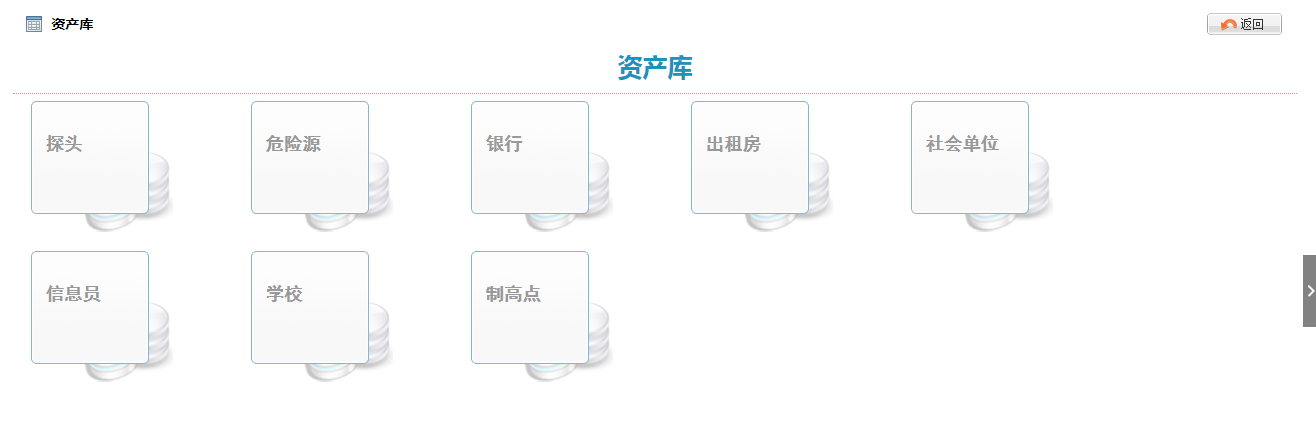 资产库
返回
资产库
探头
危险源
银行
出租房
社会单位
信息员
学校
制高点